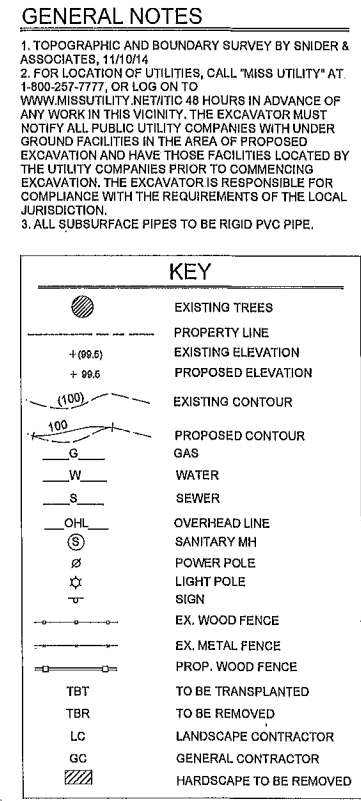 GENERAL NOTES
1. TOPOGRAPHIC AND BOUNDARY SURVEY BY SNIDER &
ASSOCIATES, 11/10/14
2. FOR LOCATION OF UTILITIES, CALL "MISS UTILITY" AT
1-800-257-7777, OR LOG ON TO
WWW.MISSUTILITY.NET/ITIC 48 HOURS IN ADVANCE OF
ANY WORK IN THIS VICINITY. THE EXCAVATOR MUST
NOTIFY ALL PUBLIC UTILITY COMPANIES WITH UNDER
GROUND FACILITIES IN THE AREA OF PROPOSED
EXCAVATION AND HAVE THOSE FACILITIES LOCATED BY
THE UTILITY COMPANIES PRIOR TO COMMENCING
EXCAVATION. THE EXCAVATOR IS RESPONSIBLE FOR
COMPLIANCE WITH THE REQUIREMENTS OF THE LOCAL
JURISDICTION.
3. ALL SUBSURFACE PIPES TO BE RIGID PVC PIPE.
KEY
EXISTING TREES
PROPERTY LINE
+ (99.5) EXISTING ELEVATION
+ 99.5 PROPOSED ELEVATION
(100) EXISTING CONTOUR
100 PROPOSED CONTOUR
G GAS
W WATER
S SEWER
OHL OVERHEAD LINE
S SANITARY MH
POWER POLE
LIGHT POLE
SIGN
EX. WOOD FENCE
EX. METAL FENCE
PROP. WOOD FENCE
TBT TO BE TRANSPLANTED
TBR TO BE REMOVED
LC LANDSCAPE CONTRACTOR
GC GENERAL CONTRACTOR
HARDSCAPE TO BE REMOVED